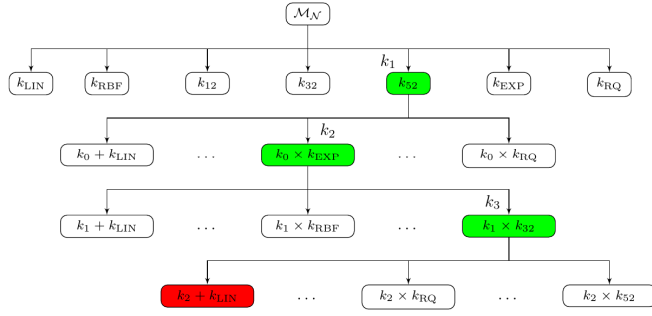 M_N
k_1
k_LIN k_RBF k_12 k_32 k_52 k_EXP k_RQ
k_2
k_0 + k_LIN ... k_0 × k_EXP ... k_0 × k_RQ
k_3
k_1 + k_LIN ... k_1 × k_RBF ... k_1 × k_32
k_2 + k_LIN ... k_2 × k_RQ ... k_2 × k_52